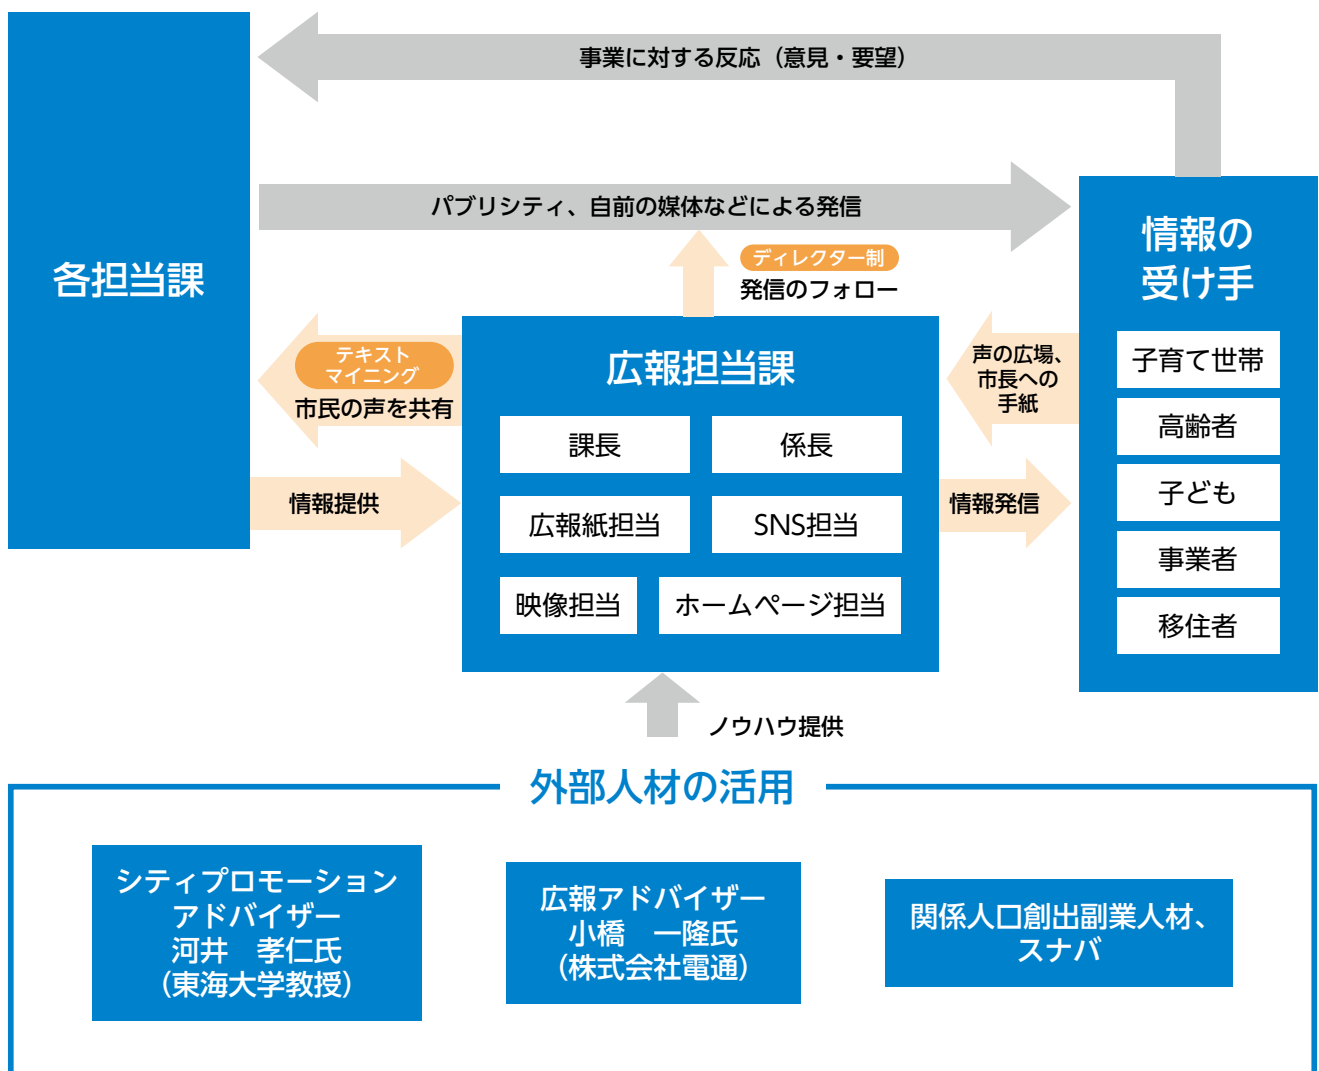 事業に対する反応（意見・要望）
パブリシティ、自前の媒体などによる発信
各担当課
ディレクター制
発信のフォロー
テキスト
マイニング
市民の声を共有
情報提供
広報担当課
課長
係長
広報紙担当
SNS担当
映像担当
ホームページ担当
声の広場、
市長への
手紙
情報発信
情報の
受け手
子育て世帯
高齢者
子ども
事業者
移住者
ノウハウ提供
外部人材の活用
シティプロモーション
アドバイザー
河井　孝仁氏
（東海大学教授）
広報アドバイザー
小橋　一隆氏
（株式会社電通）
関係人口創出副業人材、
スナバ